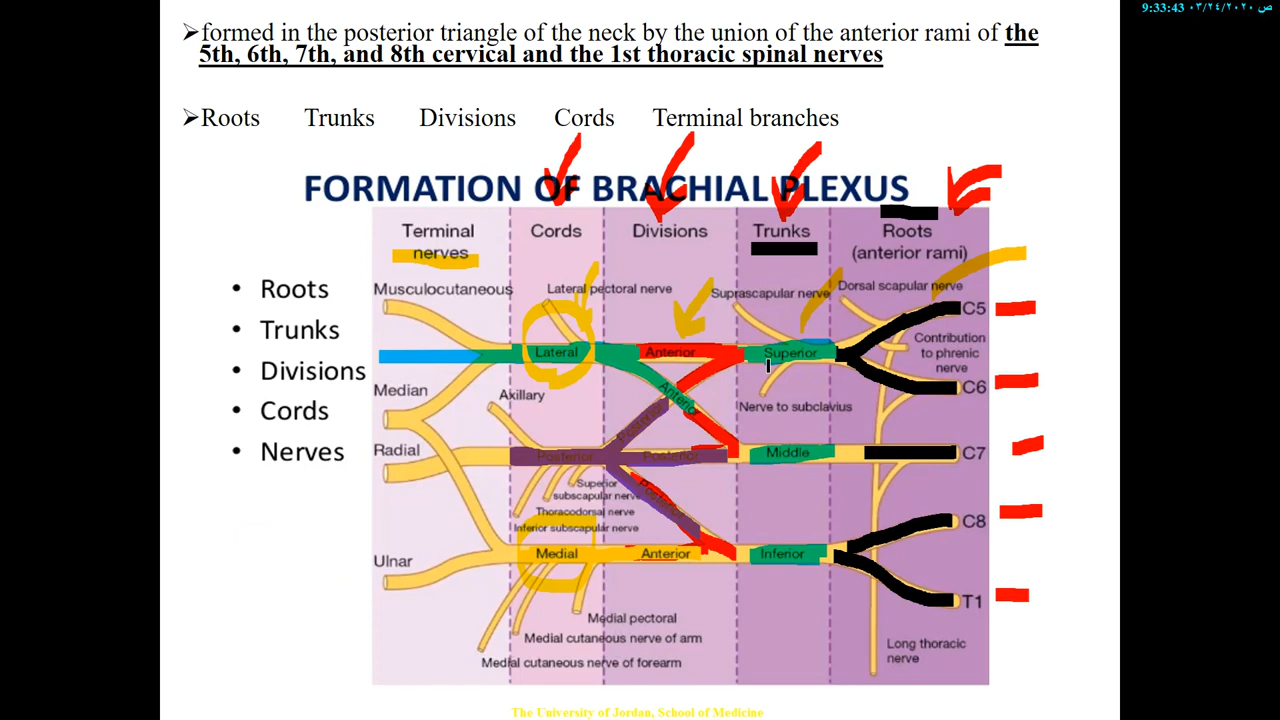 ص ٠٣/٢٤/٢٠٢٠ 9:33:43
➢formed in the posterior triangle of the neck by the union of the anterior rami of the
5th, 6th, 7th, and 8th cervical and the 1st thoracic spinal nerves
➢Roots Trunks Divisions Cords Terminal branches
FORMATION OF BRACHIAL PLEXUS
• Roots
• Trunks
• Divisions
• Cords
• Nerves
Terminal
nerves
Cords
Divisions
Trunks
Roots
(anterior rami)
Musculocutaneous
Lateral pectoral nerve
Suprascapular nerve
Dorsal scapular nerve
C5
Lateral
Anterior
Superior
Contribution
to phrenic
nerve
C6
Median
Axillary
Anterior
Nerve to subclavius
Posterior
Radial
Posterior
Posterior
Middle
C7
Superior
subscapular nerve
Posterior
Thoracodorsal nerve
Inferior subscapular nerve
C8
Ulnar
Medial
Anterior
Inferior
T1
Medial pectoral
Medial cutaneous nerve of arm
Medial cutaneous nerve of forearm
Long thoracic
nerve
The University of Jordan, School of Medicine